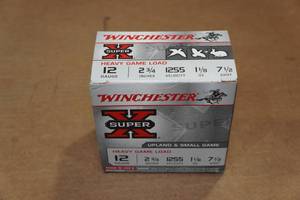 WINCHESTER
SUPER X
HEAVY GAME LOAD
12 2 3/4 1255 1 1/8 7 1/2
GAUGE INCHES VELOCITY OZ. SHOT
WINCHESTER
SUPER X
UPLAND & SMALL GAME
HEAVY GAME LOAD
12 2 3/4 1255 1 1/8 7 1/2